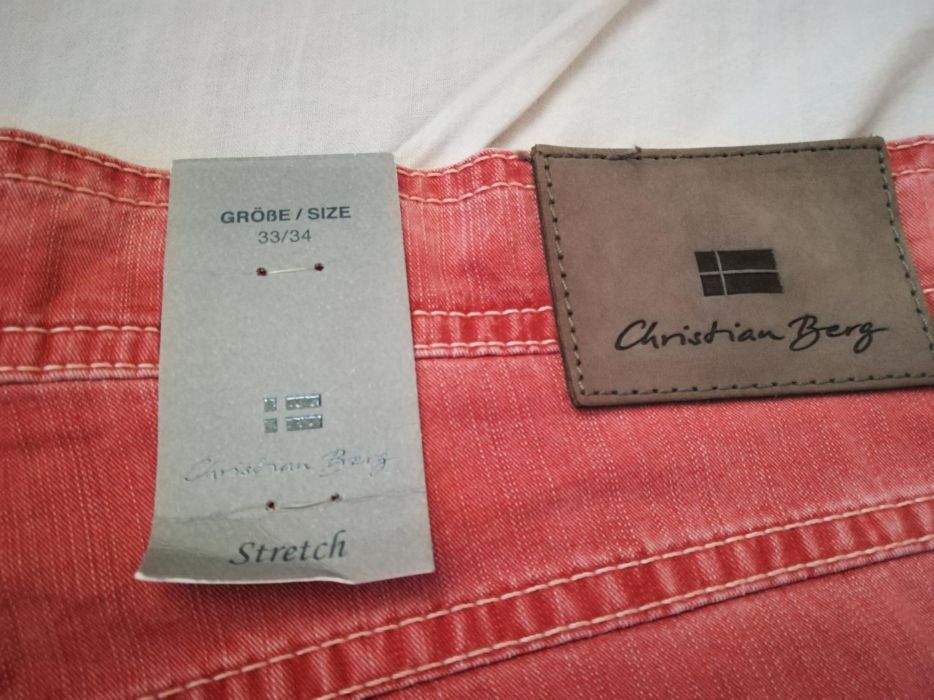 GRÖßE / SIZE
33/34
Christian Berg
Stretch
Christian Berg